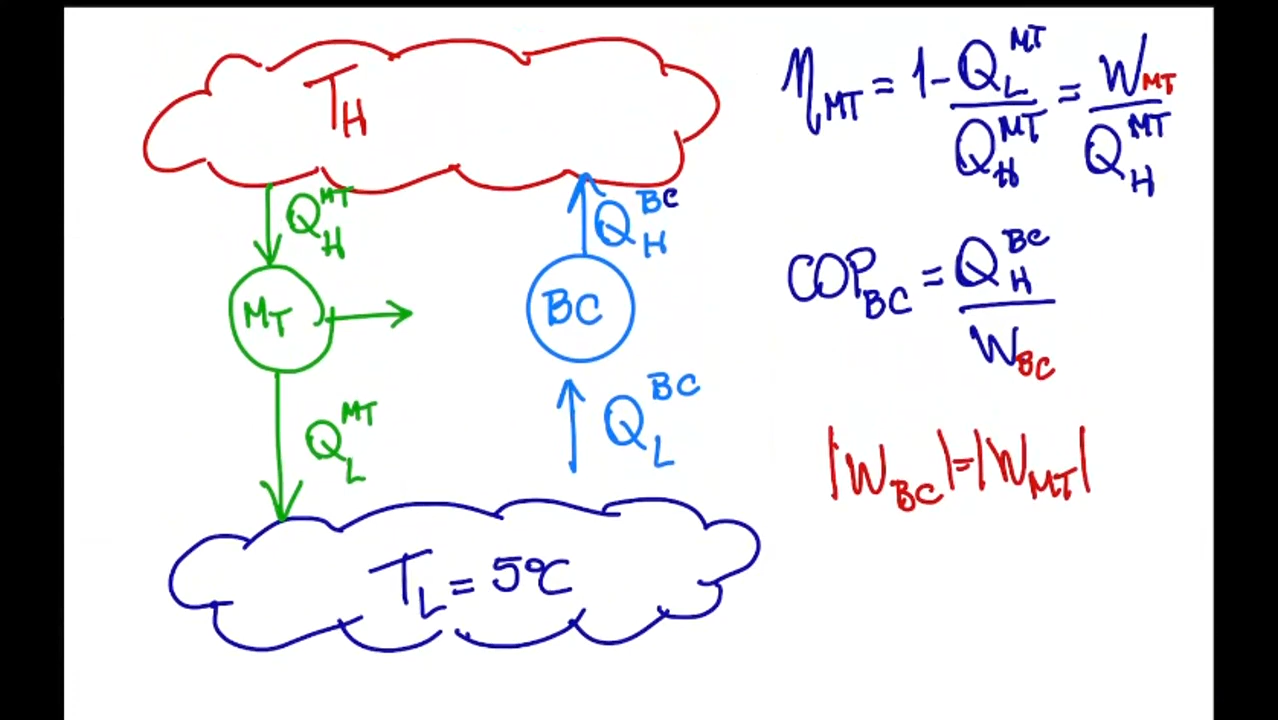 T_H
Q_H^MT
Q_H^BC
MT
BC
Q_L^MT
Q_L^BC
T_L = 5°C
η_MT = 1 - Q_L^MT / Q_H^MT = W_MT / Q_H^MT
COP_BC = Q_H^BC / W_BC
|W_BC| = |W_MT|